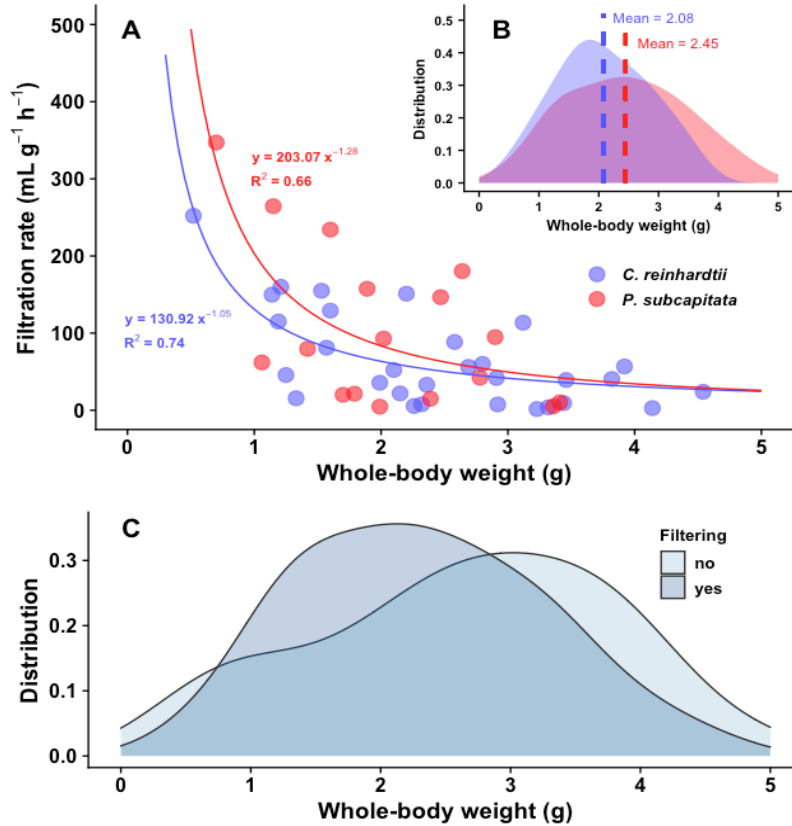 A
Filtration rate (mL g⁻¹ h⁻¹)
500
400
300
200
100
0
0
1
2
3
4
5
Whole-body weight (g)
y = 203.07 x⁻¹·²⁸
R² = 0.66
y = 130.92 x⁻¹·⁰⁵
R² = 0.74
C. reinhardtii
P. subcapitata
B
Mean = 2.08
Mean = 2.45
Distribution
0.5
0.4
0.3
0.2
0.1
0.0
0
1
2
3
4
5
Whole-body weight (g)
C
Distribution
0.3
0.2
0.1
0.0
0
1
2
3
4
5
Whole-body weight (g)
Filtering
no
yes